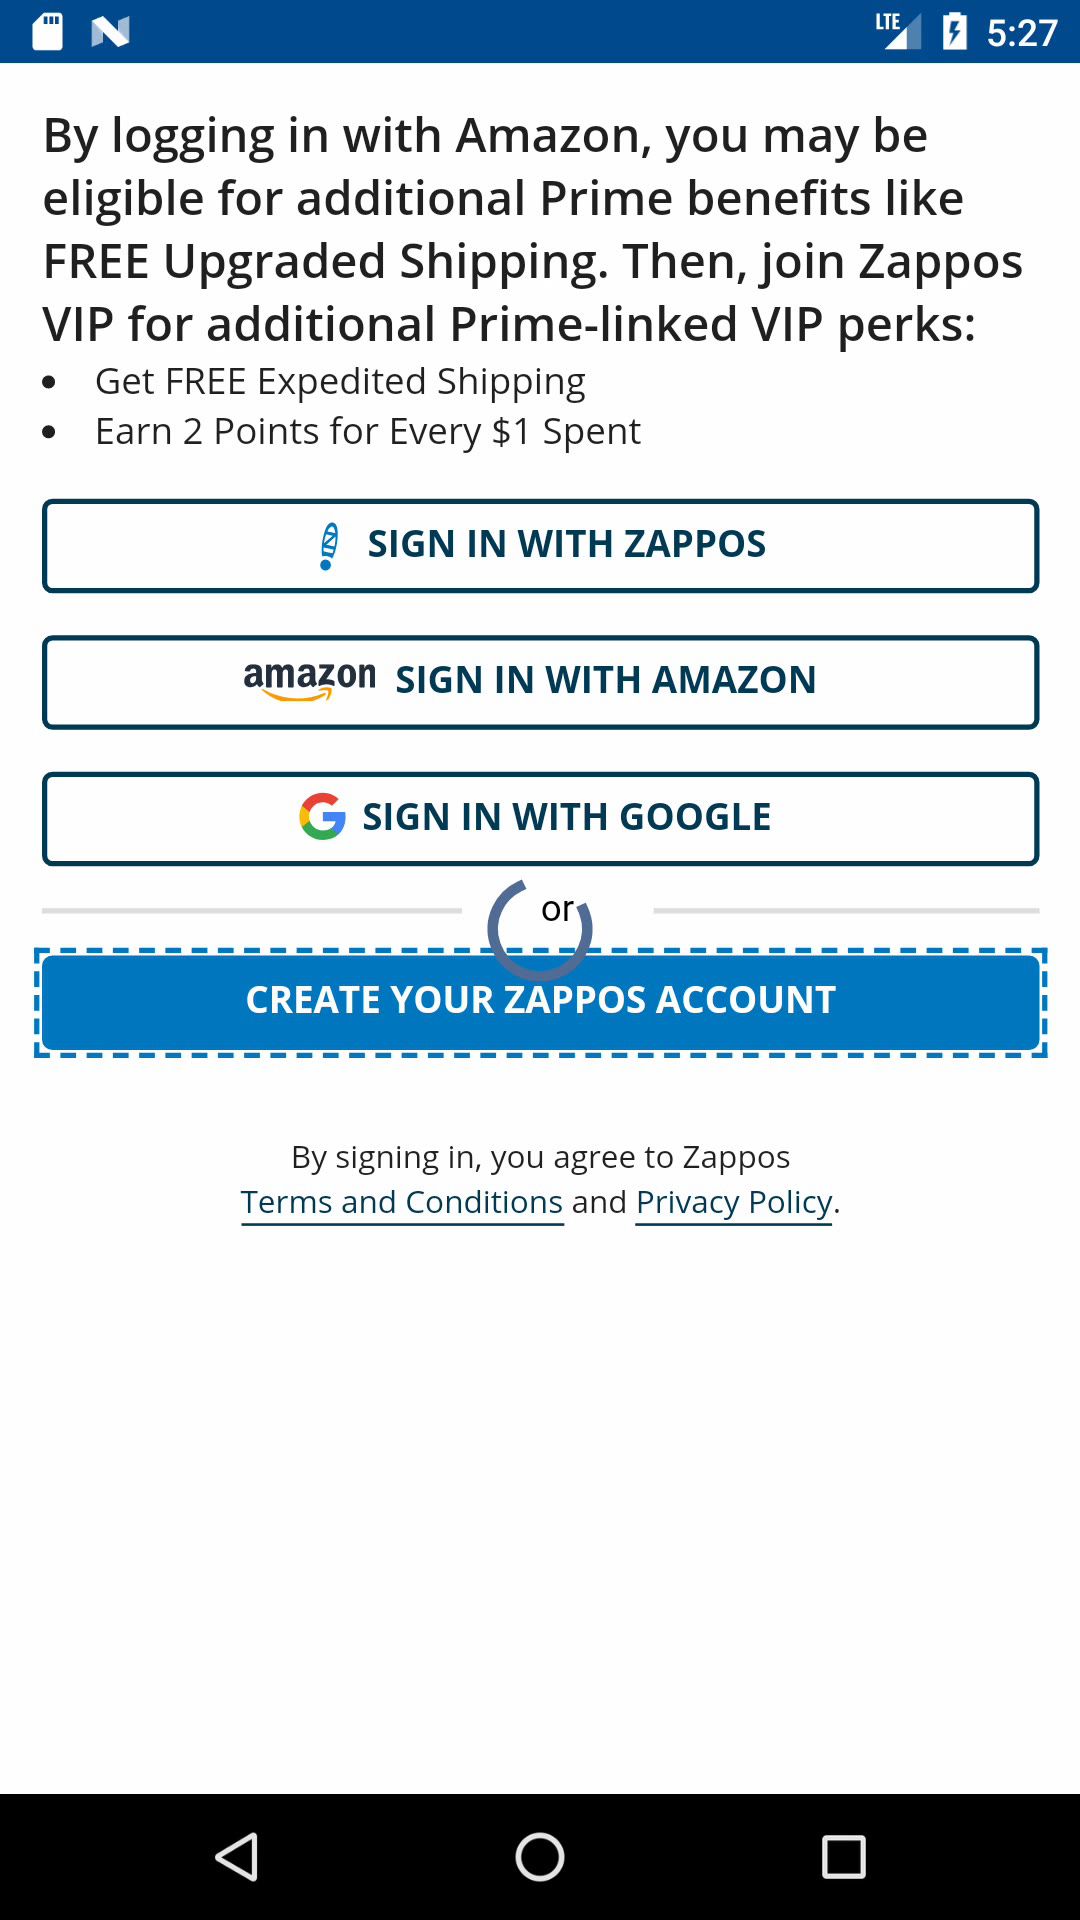 LTE 5:27
By logging in with Amazon, you may be
eligible for additional Prime benefits like
FREE Upgraded Shipping. Then, join Zappos
VIP for additional Prime-linked VIP perks:
• Get FREE Expedited Shipping
• Earn 2 Points for Every $1 Spent
SIGN IN WITH ZAPPOS
amazon SIGN IN WITH AMAZON
G SIGN IN WITH GOOGLE
or
CREATE YOUR ZAPPOS ACCOUNT
By signing in, you agree to Zappos
Terms and Conditions and Privacy Policy.